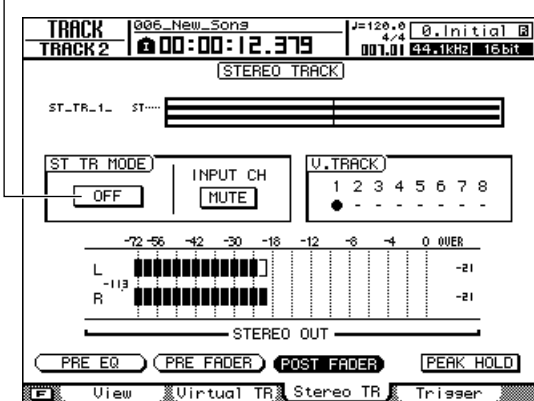 TRACK 006_New_Song ♩=120.0 4/4 0.Initial
TRACK 2 00:00:12.379 007.01 44.1kHz 16bit
STEREO TRACK
ST_TR_1_ ST
ST TR MODE
OFF
INPUT CH
MUTE
V.TRACK
1 2 3 4 5 6 7 8
-72 -56 -42 -30 -18 -12 -8 -4 0 OVER
L -21
-113
R -21
STEREO OUT
PRE EQ PRE FADER POST FADER PEAK HOLD
F View Virtual TR Stereo TR Trigger